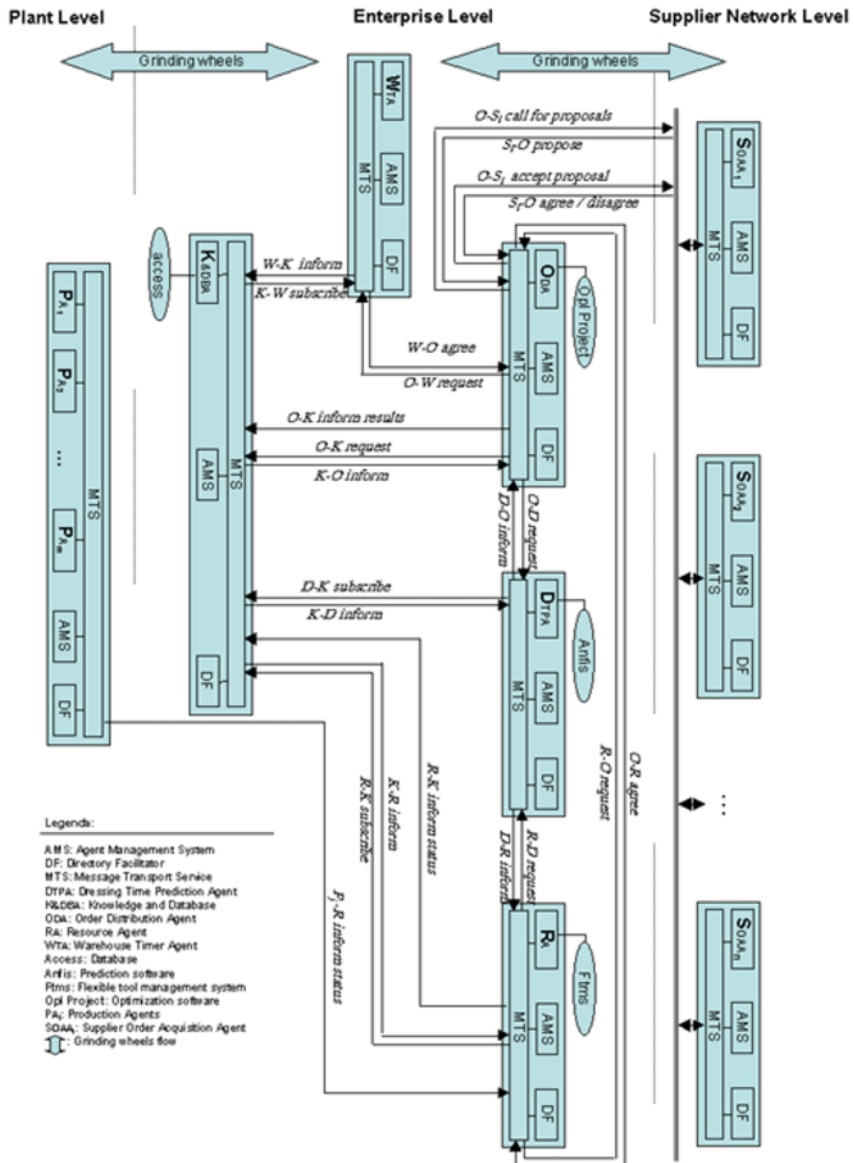 Plant Level
Enterprise Level
Supplier Network Level
Grinding wheels
Grinding wheels
WTA
AMS
DF
MTS
O-Si call for proposals
Si-O propose
O-Si accept proposal
Si-O agree / disagree
SOAA1
AMS
DF
MTS
K&DBA
AMS
DF
MTS
access
W-K inform
K-W subscribe
ODA
AMS
DF
MTS
Opl Project
W-O agree
O-W request
PA1
PA2
...
PAm
AMS
DF
MTS
O-K inform results
O-K request
K-O inform
D-O inform
O-D request
SOAA2
AMS
DF
MTS
D-K subscribe
K-D inform
DTPA
AMS
DF
MTS
Anfis
R-K subscribe
K-R inform
R-K inform status
Pj-R inform status
D-R inform
R-D request
R-O request
O-R agree
...
RA
AMS
DF
MTS
Ftms
SOAAn
AMS
DF
MTS
Legends:
AMS: Agent Management System
DF: Directory Facilitator
MTS: Message Transport Service
DTPA: Dressing Time Prediction Agent
K&DBA: Knowledge and Database
ODA: Order Distribution Agent
RA: Resource Agent
WTA: Warehouse Timer Agent
Access: Database
Anfis: Prediction software
Ftms: Flexible tool management system
Opl Project: Optimization software
PAj: Production Agents
SOAAi: Supplier Order Acquisition Agent
: Grinding wheels flow